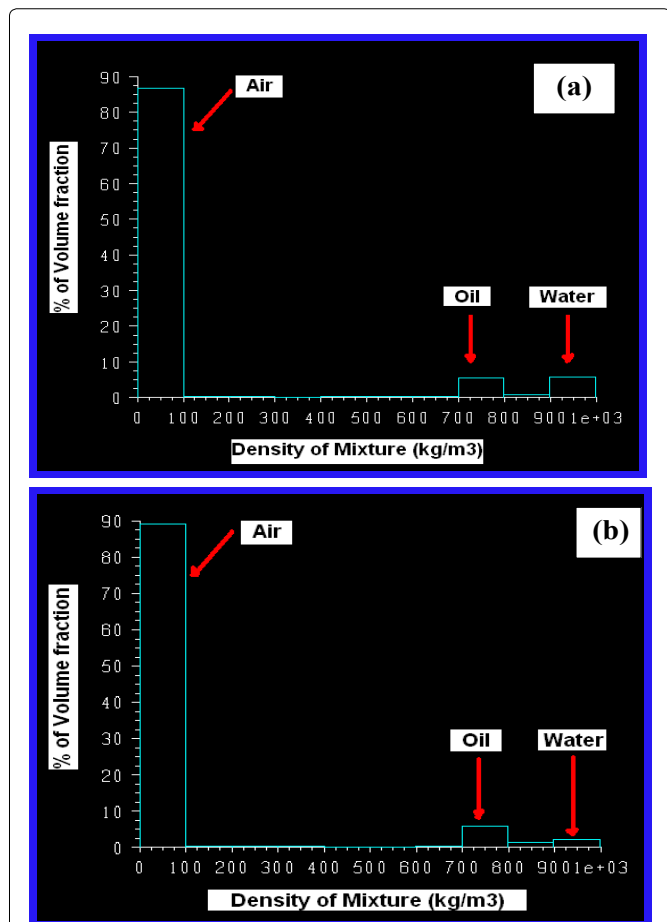 (a)
Air
Oil
Water
% of Volume fraction
90
80
70
60
50
40
30
20
10
0
0 100 200 300 400 500 600 700 800 9001e+03
Density of Mixture (kg/m3)
(b)
Air
Oil
Water
% of Volume fraction
90
80
70
60
50
40
30
20
10
0
0 100 200 300 400 500 600 700 800 9001e+03
Density of Mixture (kg/m3)